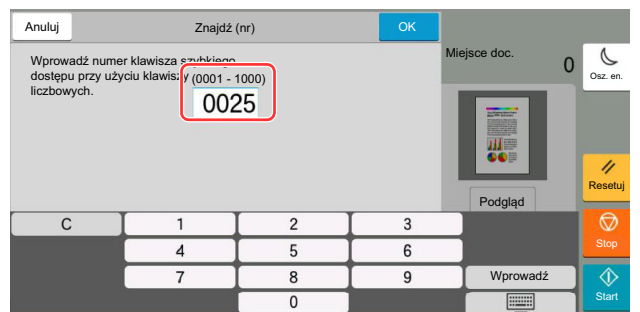 Anuluj
Znajdź (nr)
OK
Wprowadź numer klawisza szybkiego
dostępu przy użyciu klawiszy
liczbowych.
(0001 - 1000)
0025
Miejsce doc.
0
Osz. en.
Podgląd
Resetuj
C
1
2
3
Stop
4
5
6
7
8
9
Wprowadź
Start
0